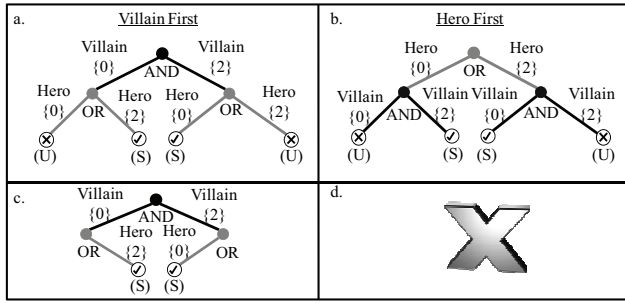 a.
Villain First
Villain
{0}
Villain
{2}
AND
Hero
{0}
OR
Hero
{2}
Hero
{0}
OR
Hero
{2}
(U)
(S)
(S)
(U)
b.
Hero First
Hero
{0}
Hero
{2}
OR
Villain
{0}
AND
Villain
{2}
Villain
{0}
AND
Villain
{2}
(U)
(S)
(S)
(U)
c.
Villain
{0}
Villain
{2}
AND
OR
Hero
{2}
Hero
{0}
OR
(S)
(S)
d.
X